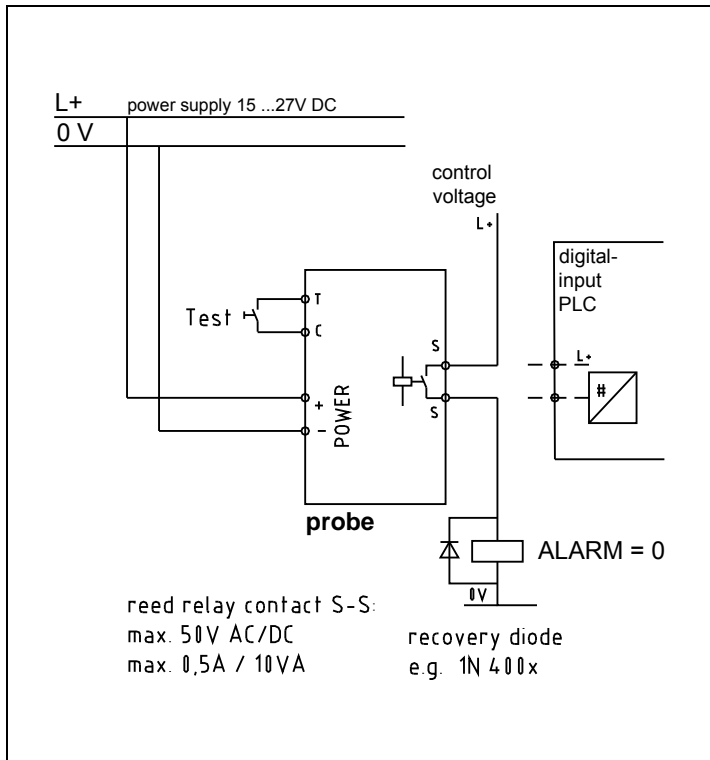 L+ power supply 15 ...27V DC
0 V
control
voltage
L+
digital-
input
PLC
Test
T
C
S
L+
#
S
+
-
POWER
probe
ALARM = 0
0V
reed relay contact S-S:
max. 50V AC/DC
max. 0,5A / 10VA
recovery diode
e.g. 1N 400x